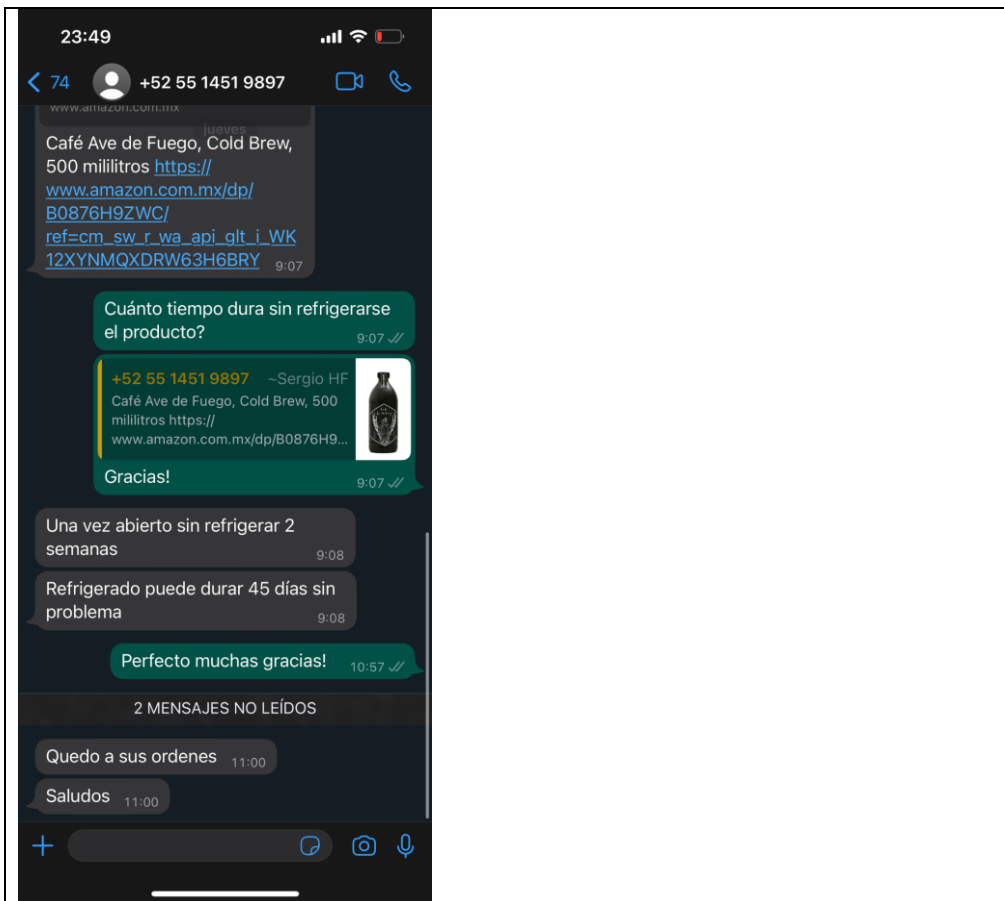 23:49
74
+52 55 1451 9897
www.amazon.com.mx
jueves
Café Ave de Fuego, Cold Brew,
500 mililitros https://
www.amazon.com.mx/dp/
B0876H9ZWC/
ref=cm_sw_r_wa_api_glt_i_WK
12XYNMQXDRW63H6BRY 9:07
Cuánto tiempo dura sin refrigerarse
el producto? 9:07
+52 55 1451 9897 ~Sergio HF
Café Ave de Fuego, Cold Brew, 500
mililitros https://
www.amazon.com.mx/dp/B0876H9...
Gracias! 9:07
Una vez abierto sin refrigerar 2
semanas 9:08
Refrigerado puede durar 45 días sin
problema 9:08
Perfecto muchas gracias! 10:57
2 MENSAJES NO LEÍDOS
Quedo a sus ordenes 11:00
Saludos 11:00